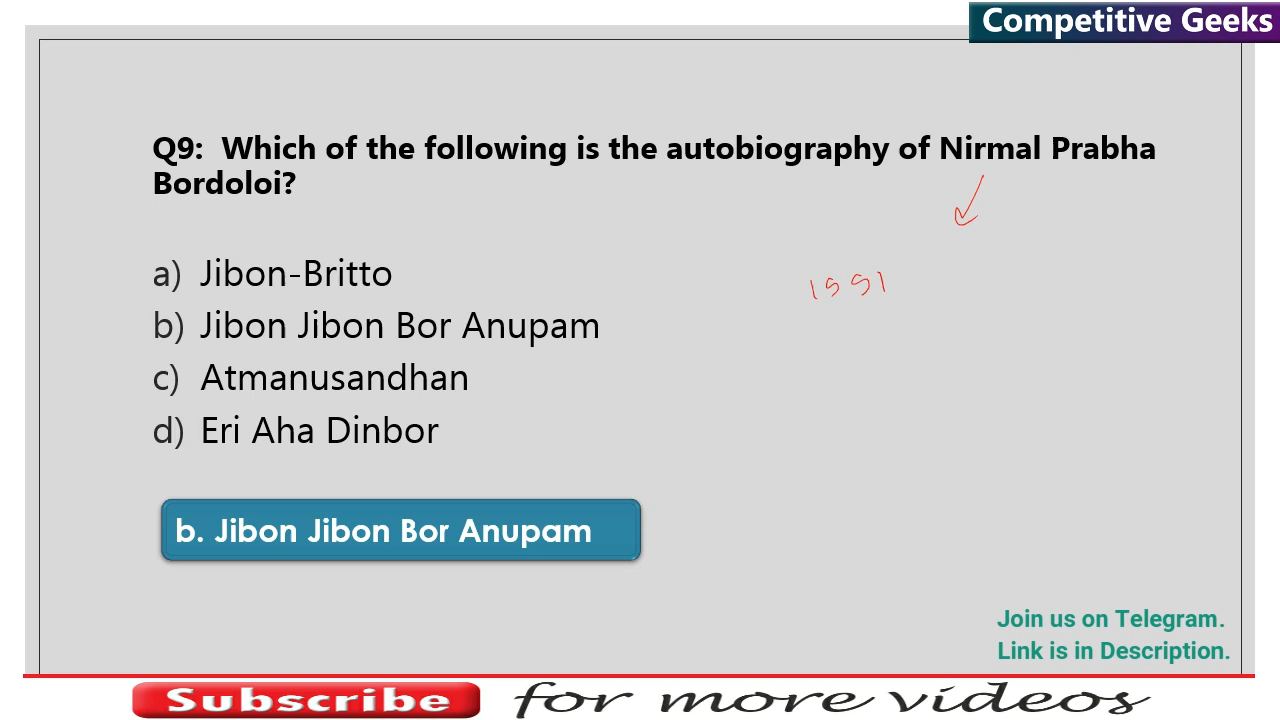 Competitive Geeks
Q9: Which of the following is the autobiography of Nirmal Prabha
Bordoloi?
a) Jibon-Britto
b) Jibon Jibon Bor Anupam
c) Atmanusandhan
d) Eri Aha Dinbor
b. Jibon Jibon Bor Anupam
Join us on Telegram.
Link is in Description.
Subscribe for more videos